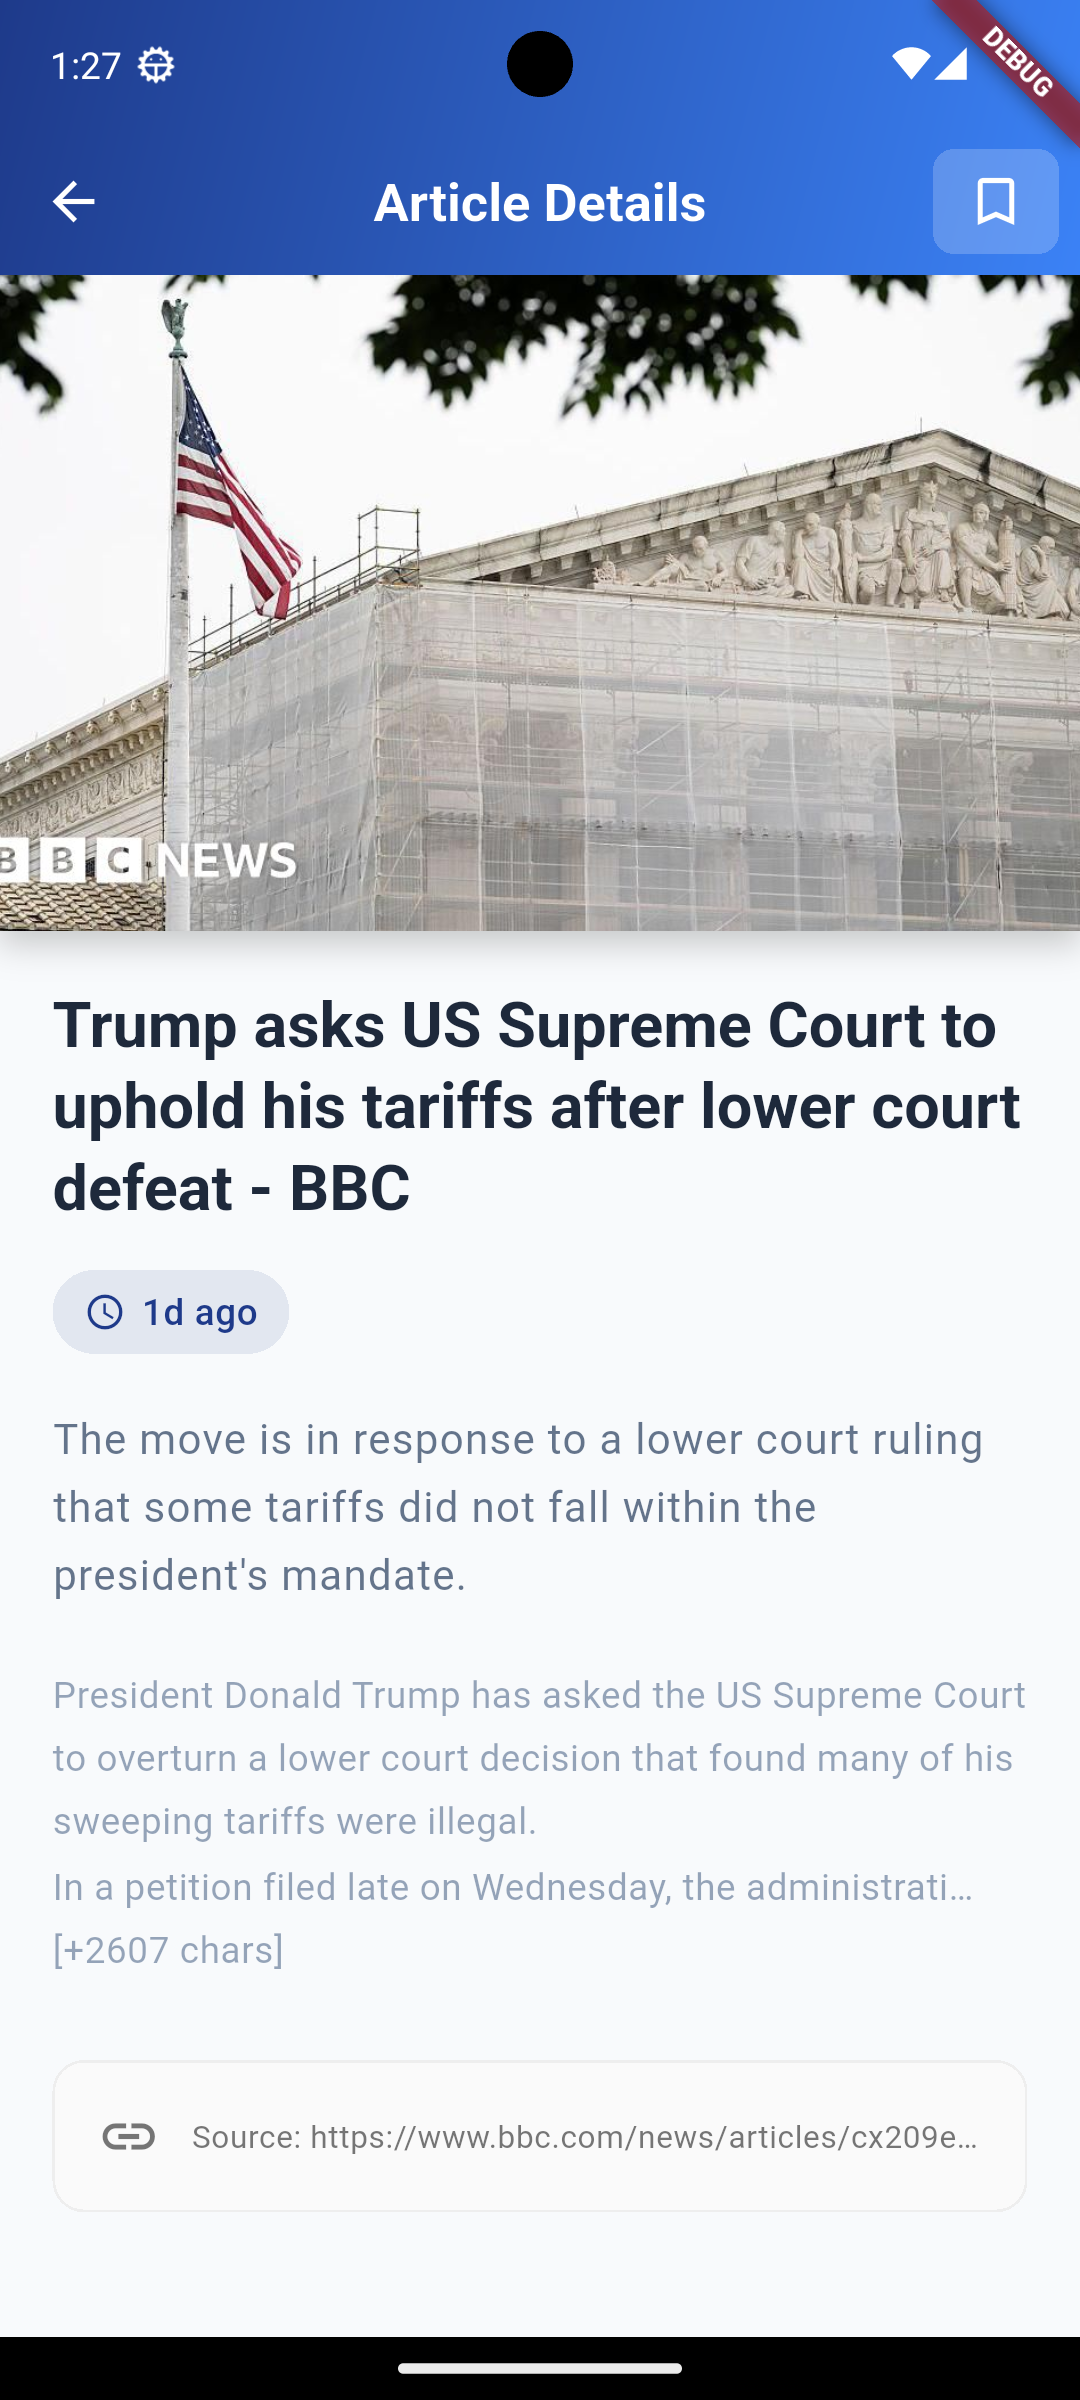 1:27
DEBUG
Article Details
BBC NEWS
Trump asks US Supreme Court to
uphold his tariffs after lower court
defeat - BBC
1d ago
The move is in response to a lower court ruling
that some tariffs did not fall within the
president's mandate.
President Donald Trump has asked the US Supreme Court
to overturn a lower court decision that found many of his
sweeping tariffs were illegal.
In a petition filed late on Wednesday, the administrati…
[+2607 chars]
Source: https://www.bbc.com/news/articles/cx209e…